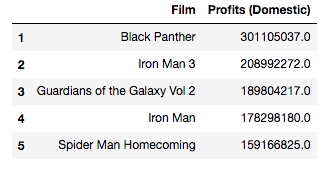 Film Profits (Domestic)
1 Black Panther 301105037.0
2 Iron Man 3 208992272.0
3 Guardians of the Galaxy Vol 2 189804217.0
4 Iron Man 178298180.0
5 Spider Man Homecoming 159166825.0